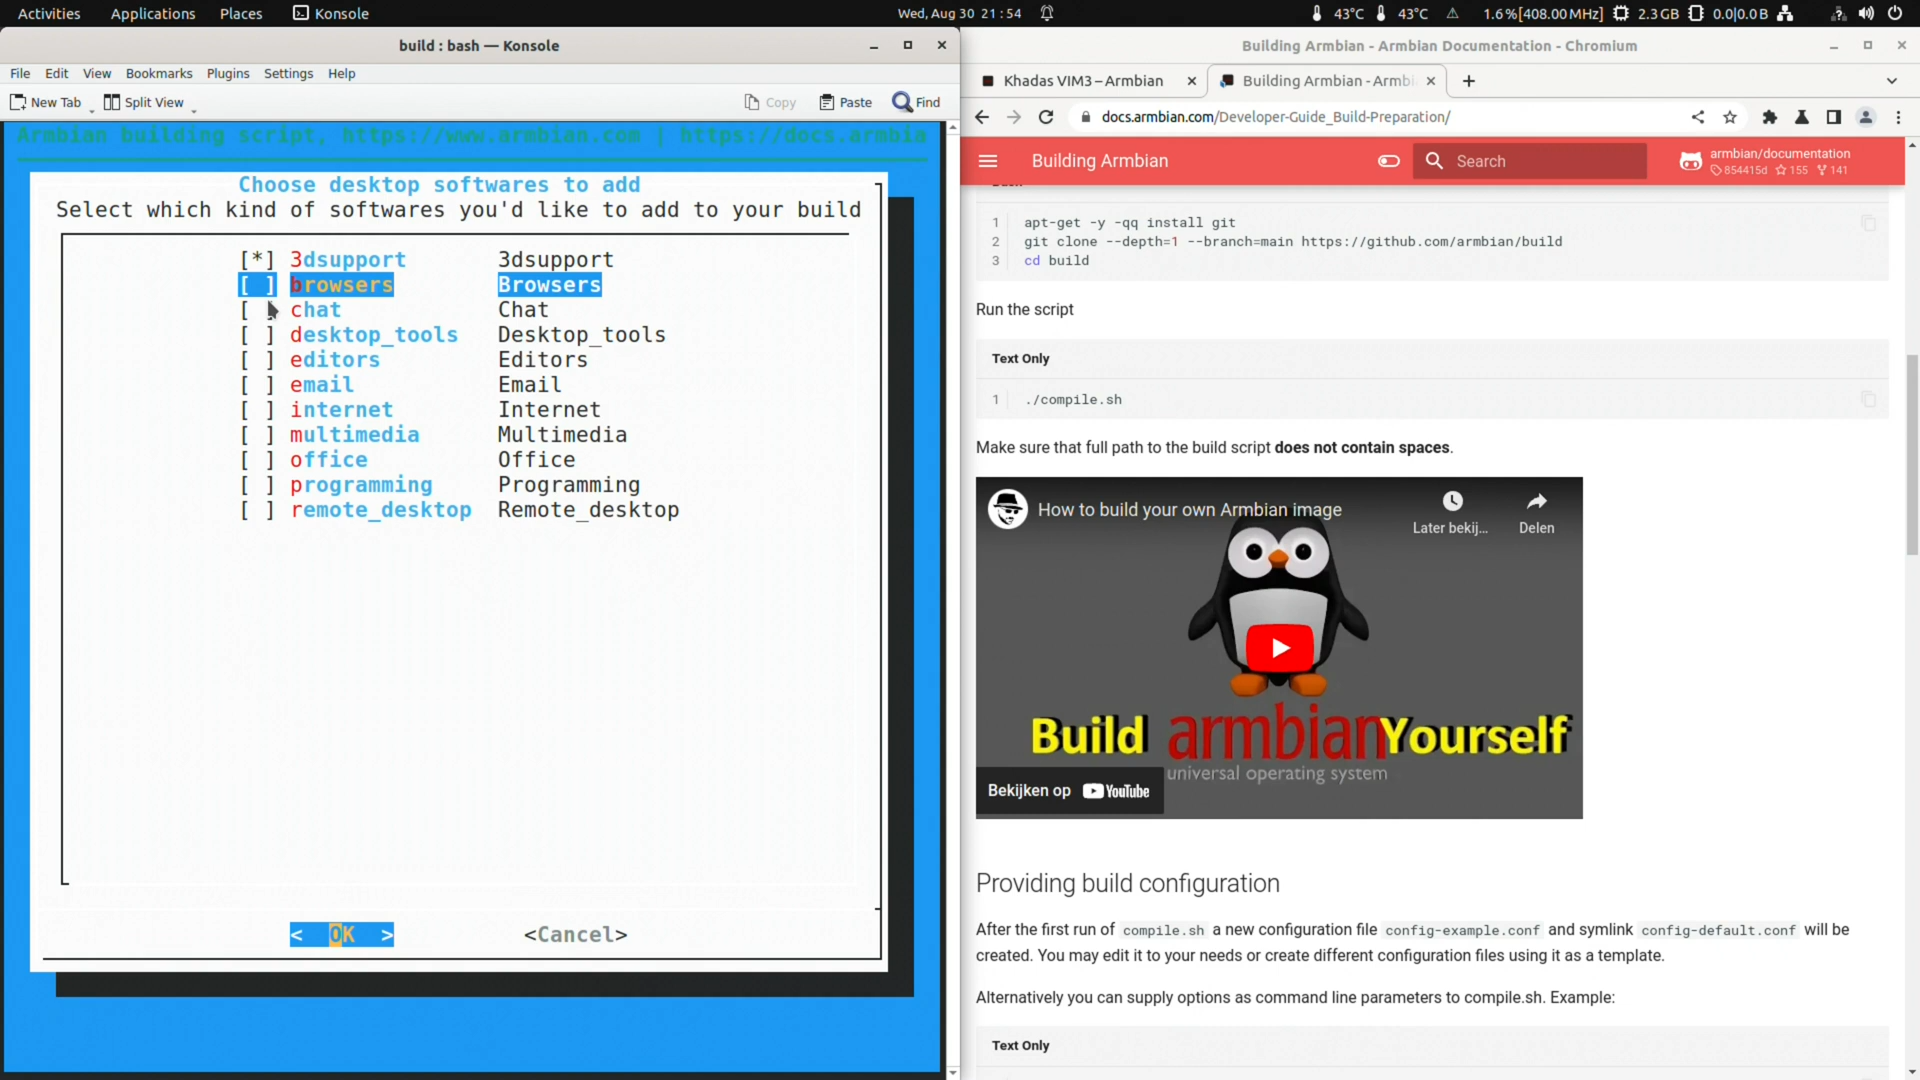 Activities Applications Places Konsole Wed, Aug 30 21:54 43°C 43°C 1.6%[408.00MHz] 2.3GB 0.0|0.0B
build : bash — Konsole
File Edit View Bookmarks Plugins Settings Help
New Tab Split View Copy Paste Find
Armbian building script, https://www.armbian.com | https://docs.armbia
Choose desktop softwares to add
Select which kind of softwares you'd like to add to your build
[*] 3dsupport 3dsupport
[ ] browsers Browsers
[ ] chat Chat
[ ] desktop_tools Desktop_tools
[ ] editors Editors
[ ] email Email
[ ] internet Internet
[ ] multimedia Multimedia
[ ] office Office
[ ] programming Programming
[ ] remote_desktop Remote_desktop
< OK > <Cancel>
Building Armbian - Armbian Documentation - Chromium
Khadas VIM3 – Armbian Building Armbian - Armbi
docs.armbian.com/Developer-Guide_Build-Preparation/
Building Armbian Search armbian/documentation
854415d 155 141
1 apt-get -y -qq install git
2 git clone --depth=1 --branch=main https://github.com/armbian/build
3 cd build
Run the script
Text Only
1 ./compile.sh
Make sure that full path to the build script does not contain spaces.
How to build your own Armbian image Later bekij... Delen
Build armbian Yourself
universal operating system
Bekijken op YouTube
Providing build configuration
After the first run of compile.sh a new configuration file config-example.conf and symlink config-default.conf will be
created. You may edit it to your needs or create different configuration files using it as a template.
Alternatively you can supply options as command line parameters to compile.sh. Example:
Text Only